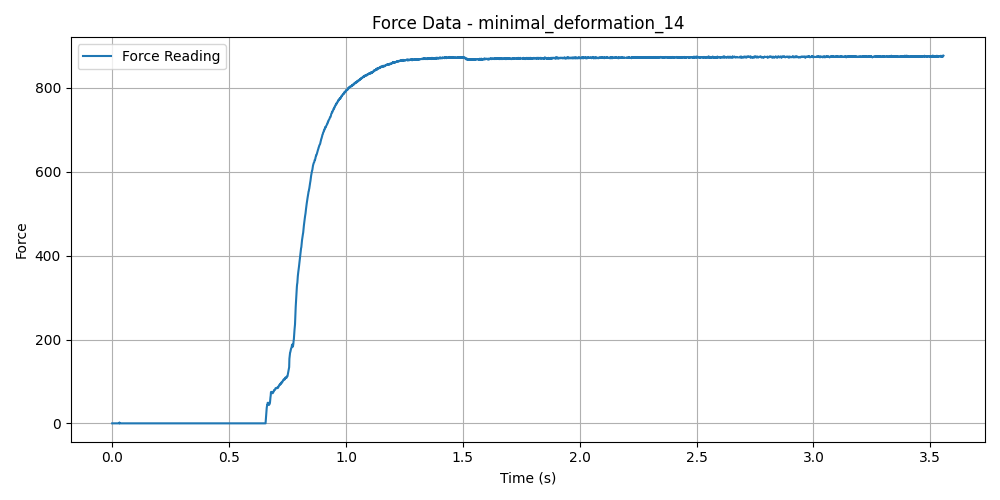 Force Data - minimal_deformation_14
Force Reading
800
600
400
200
0
Force
0.0 0.5 1.0 1.5 2.0 2.5 3.0 3.5
Time (s)